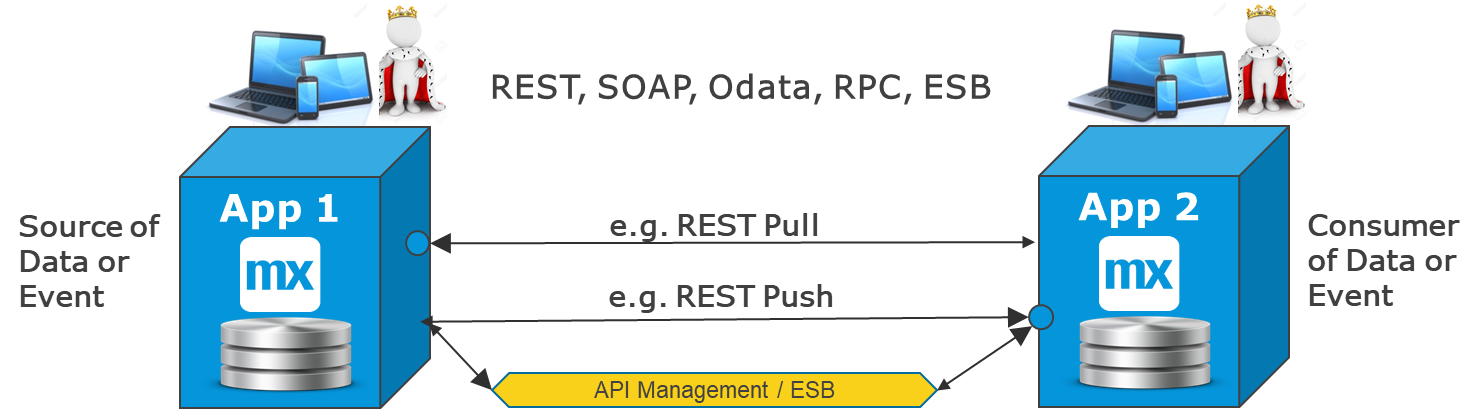 REST, SOAP, Odata, RPC, ESB
App 1
mx
Source of
Data or
Event
e.g. REST Pull
e.g. REST Push
API Management / ESB
App 2
mx
Consumer
of Data or
Event